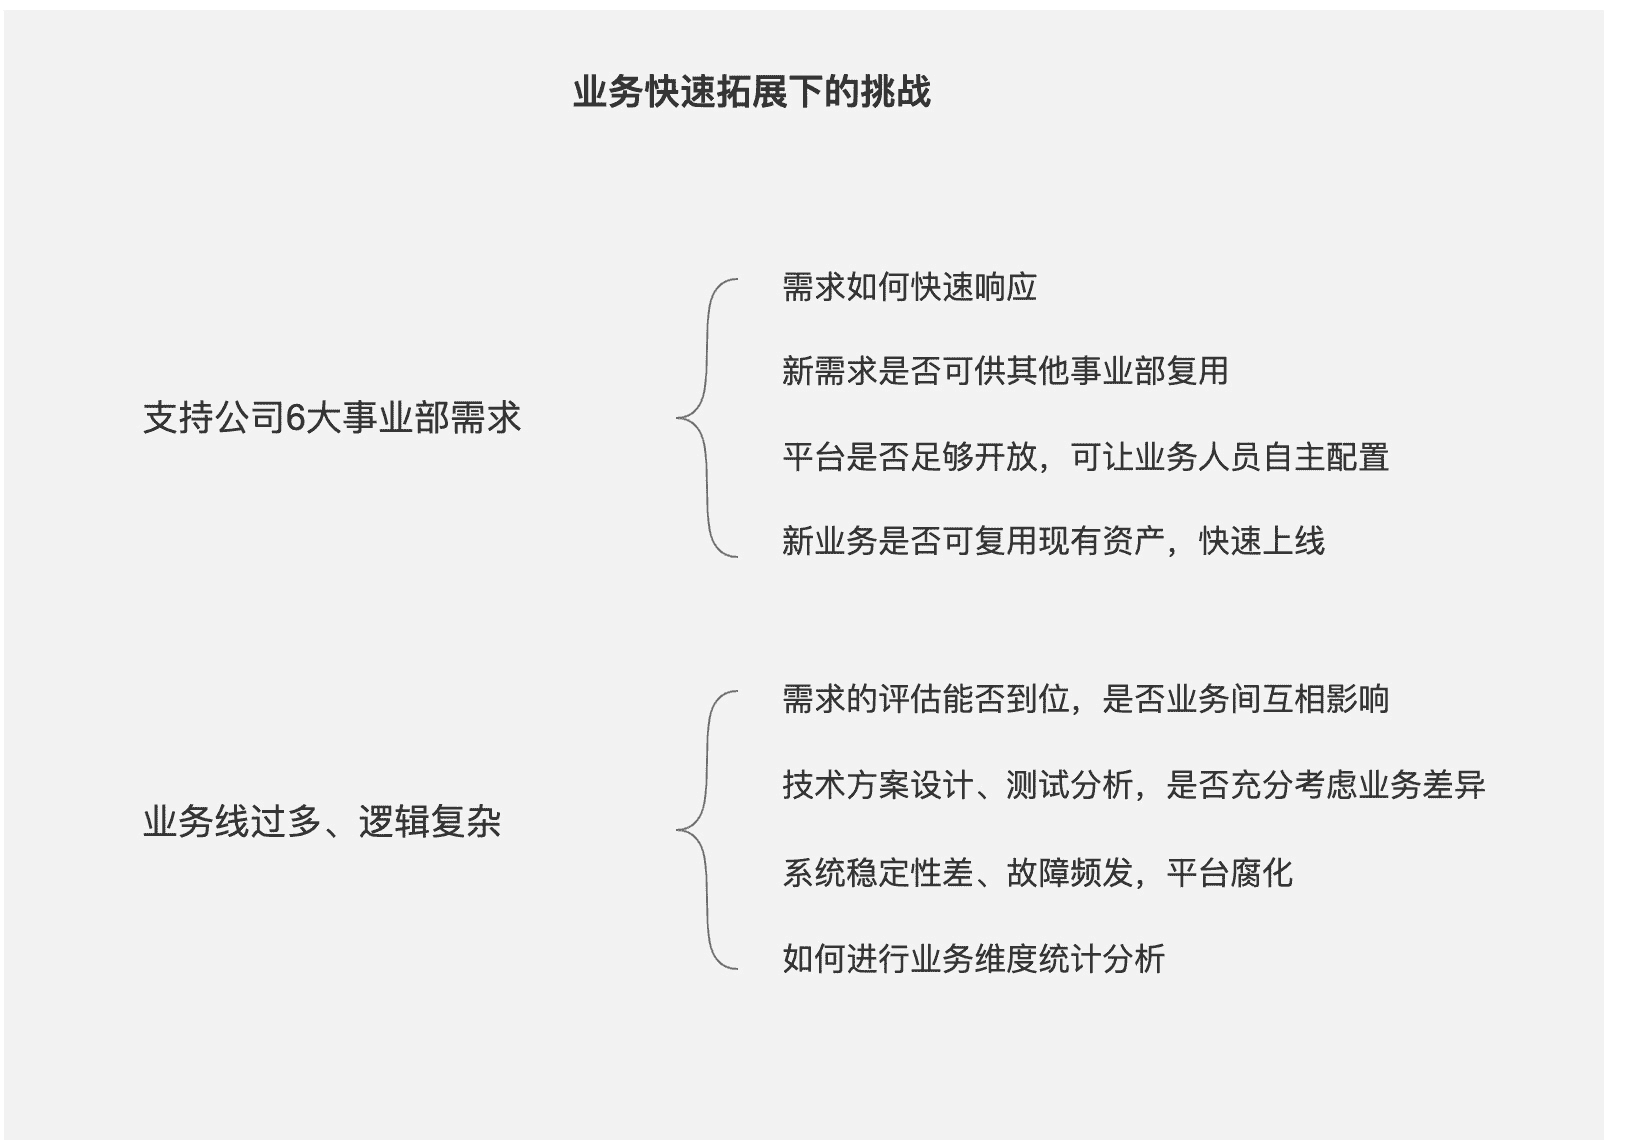 业务快速拓展下的挑战
支持公司6大事业部需求
需求如何快速响应
新需求是否可供其他事业部复用
平台是否足够开放，可让业务人员自主配置
新业务是否可复用现有资产，快速上线
业务线过多、逻辑复杂
需求的评估能否到位，是否业务间互相影响
技术方案设计、测试分析，是否充分考虑业务差异
系统稳定性差、故障频发，平台腐化
如何进行业务维度统计分析